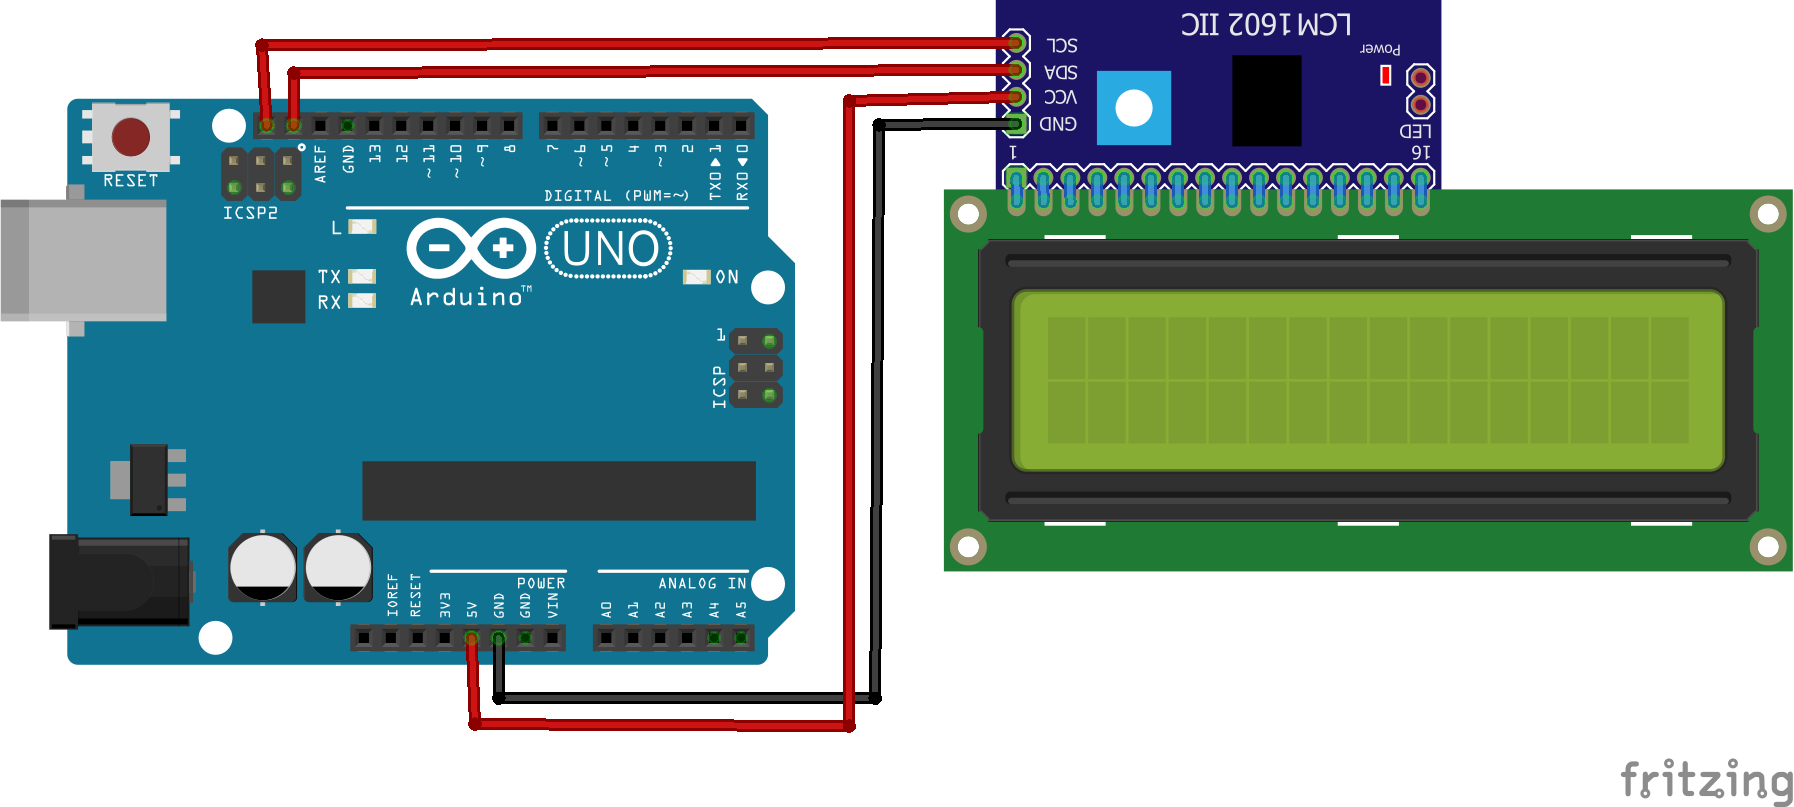 LCM1602 IIC
SCL
SDA
VCC
GND
Power
LED
1
16
RESET
ICSP2
AREF
GND
13
12
~11
~10
~9
8
7
~6
~5
4
~3
2
TX0▶1
RX0◀0
DIGITAL (PWM=~)
L
TX
RX
UNO
Arduino™
ON
1
ICSP
IOREF
RESET
3V3
5V
GND
GND
VIN
POWER
A0
A1
A2
A3
A4
A5
ANALOG IN
fritzing